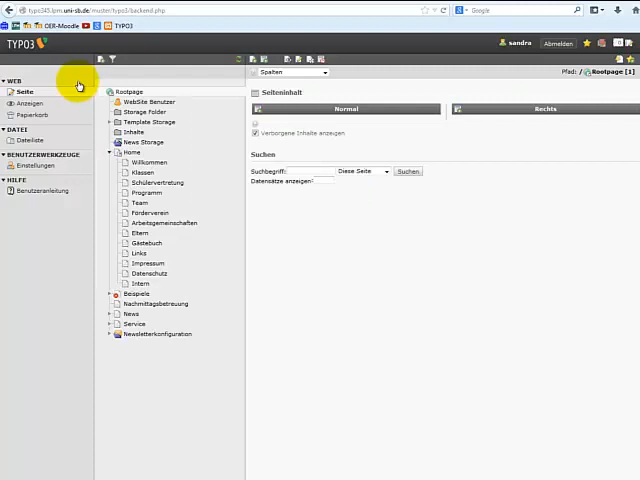 typo345.lpm.uni-sb.de/muster/typo3/backend.php
Google
OER-Moodle
TYPO3
TYPO3
sandra
Abmelden
Spalten
Pfad: / Rootpage [1]
WEB
Seite
Anzeigen
Papierkorb
DATEI
Dateiliste
BENUTZERWERKZEUGE
Einstellungen
HILFE
Benutzeranleitung
Rootpage
WebSite Benutzer
Storage Folder
Template Storage
Inhalte
News Storage
Home
Willkommen
Klassen
Schülervertretung
Programm
Team
Förderverein
Arbeitsgemeinschaften
Eltern
Gästebuch
Links
Impressum
Datenschutz
Intern
Beispiele
Nachmittagsbetreuung
News
Service
Newsletterkonfiguration
Seiteninhalt
Normal
Rechts
Verborgene Inhalte anzeigen
Suchen
Suchbegriff:
Diese Seite
Suchen
Datensätze anzeigen: